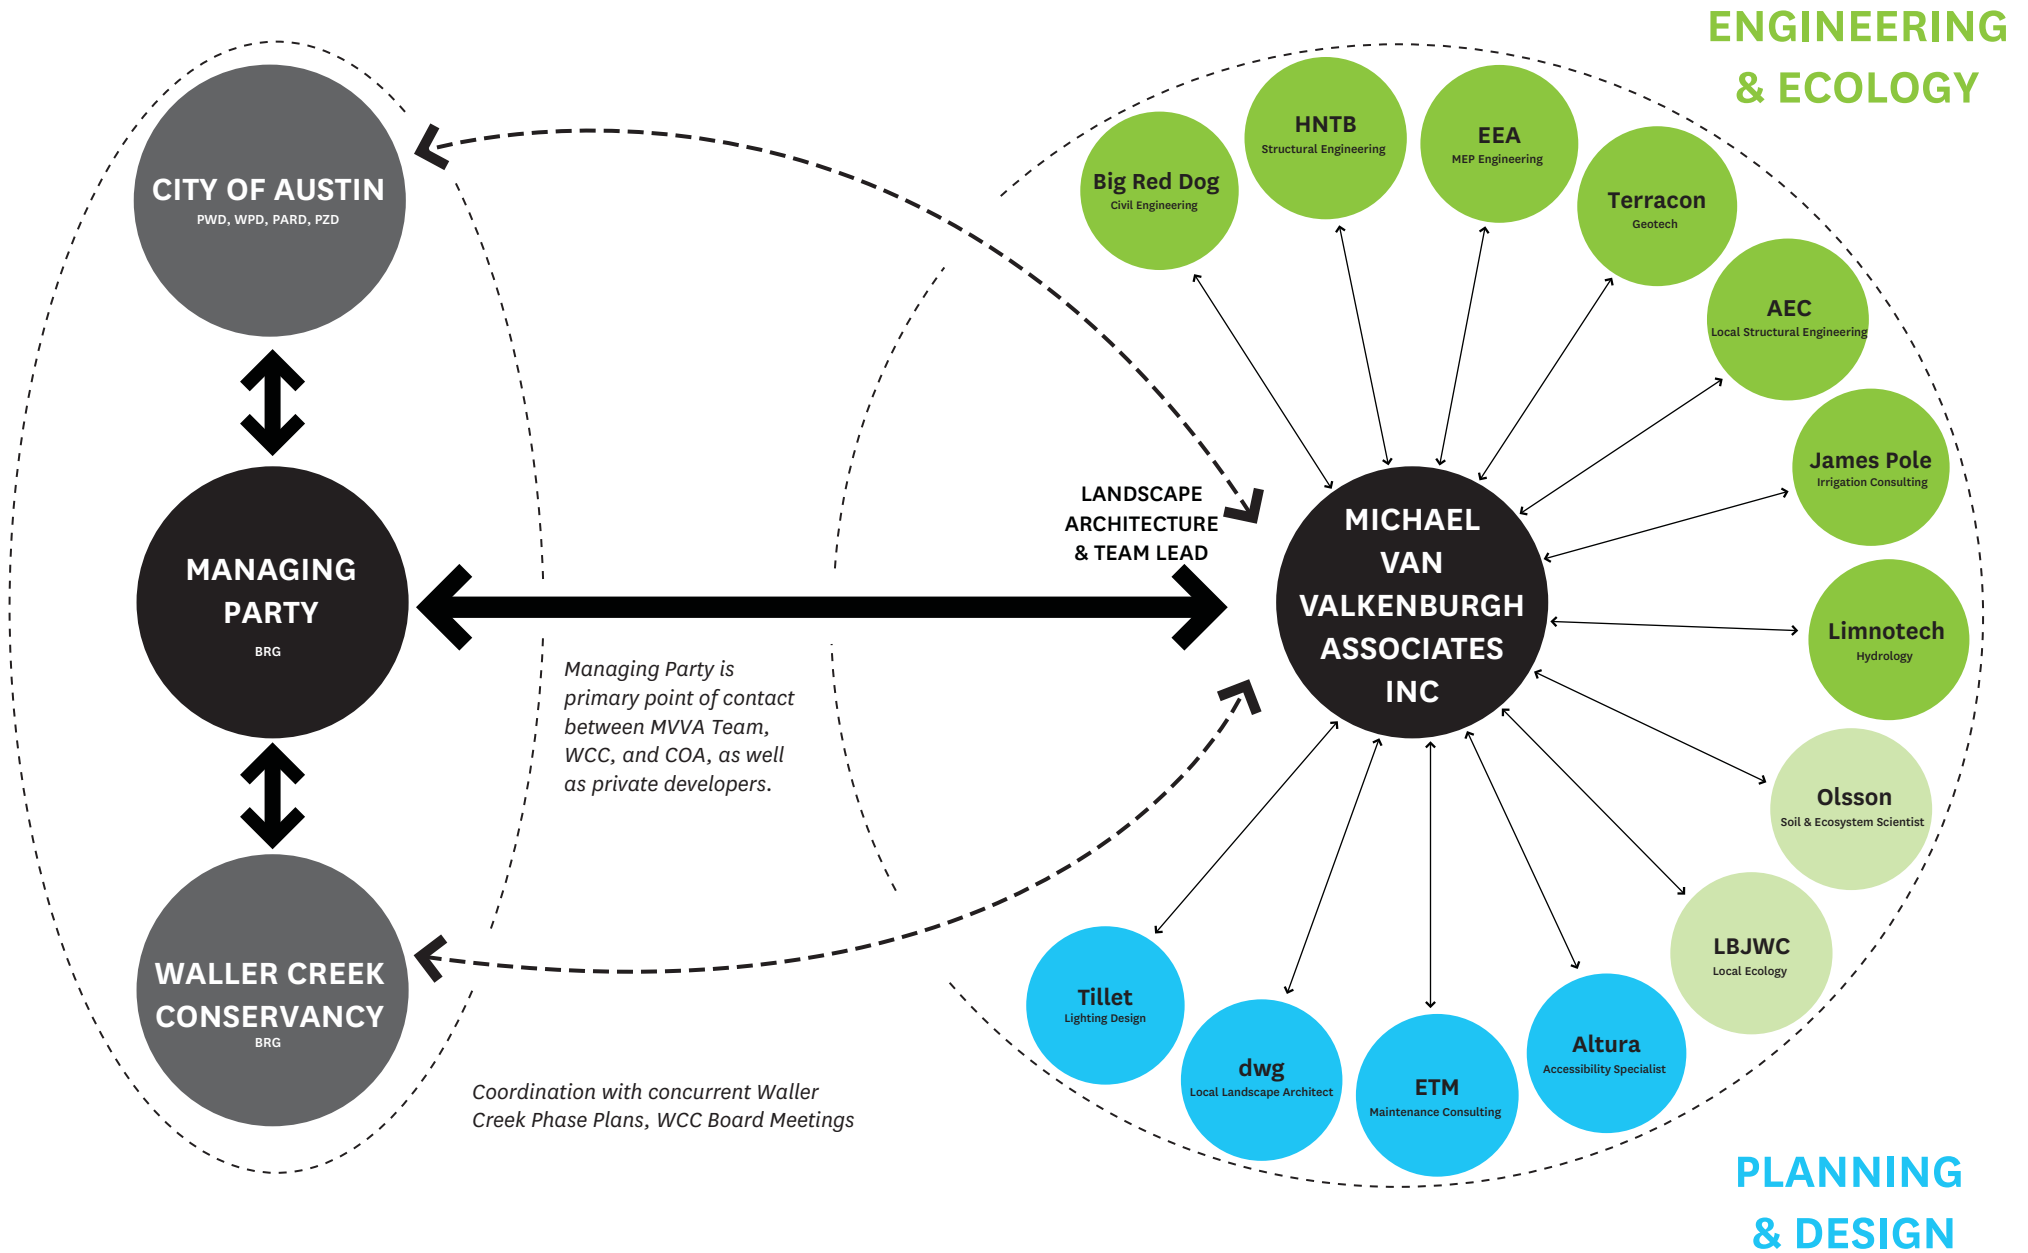 ENGINEERING
& ECOLOGY
CITY OF AUSTIN
PWD, WPD, PARD, PZD
MANAGING
PARTY
BRG
WALLER CREEK
CONSERVANCY
BRG
Managing Party is
primary point of contact
between MVVA Team,
WCC, and COA, as well
as private developers.
Coordination with concurrent Waller
Creek Phase Plans, WCC Board Meetings
LANDSCAPE
ARCHITECTURE
& TEAM LEAD
MICHAEL
VAN
VALKENBURGH
ASSOCIATES
INC
Big Red Dog
Civil Engineering
HNTB
Structural Engineering
EEA
MEP Engineering
Terracon
Geotech
AEC
Local Structural Engineering
James Pole
Irrigation Consulting
Limnotech
Hydrology
Olsson
Soil & Ecosystem Scientist
LBJWC
Local Ecology
Altura
Accessibility Specialist
ETM
Maintenance Consulting
dwg
Local Landscape Architect
Tillet
Lighting Design
PLANNING
& DESIGN